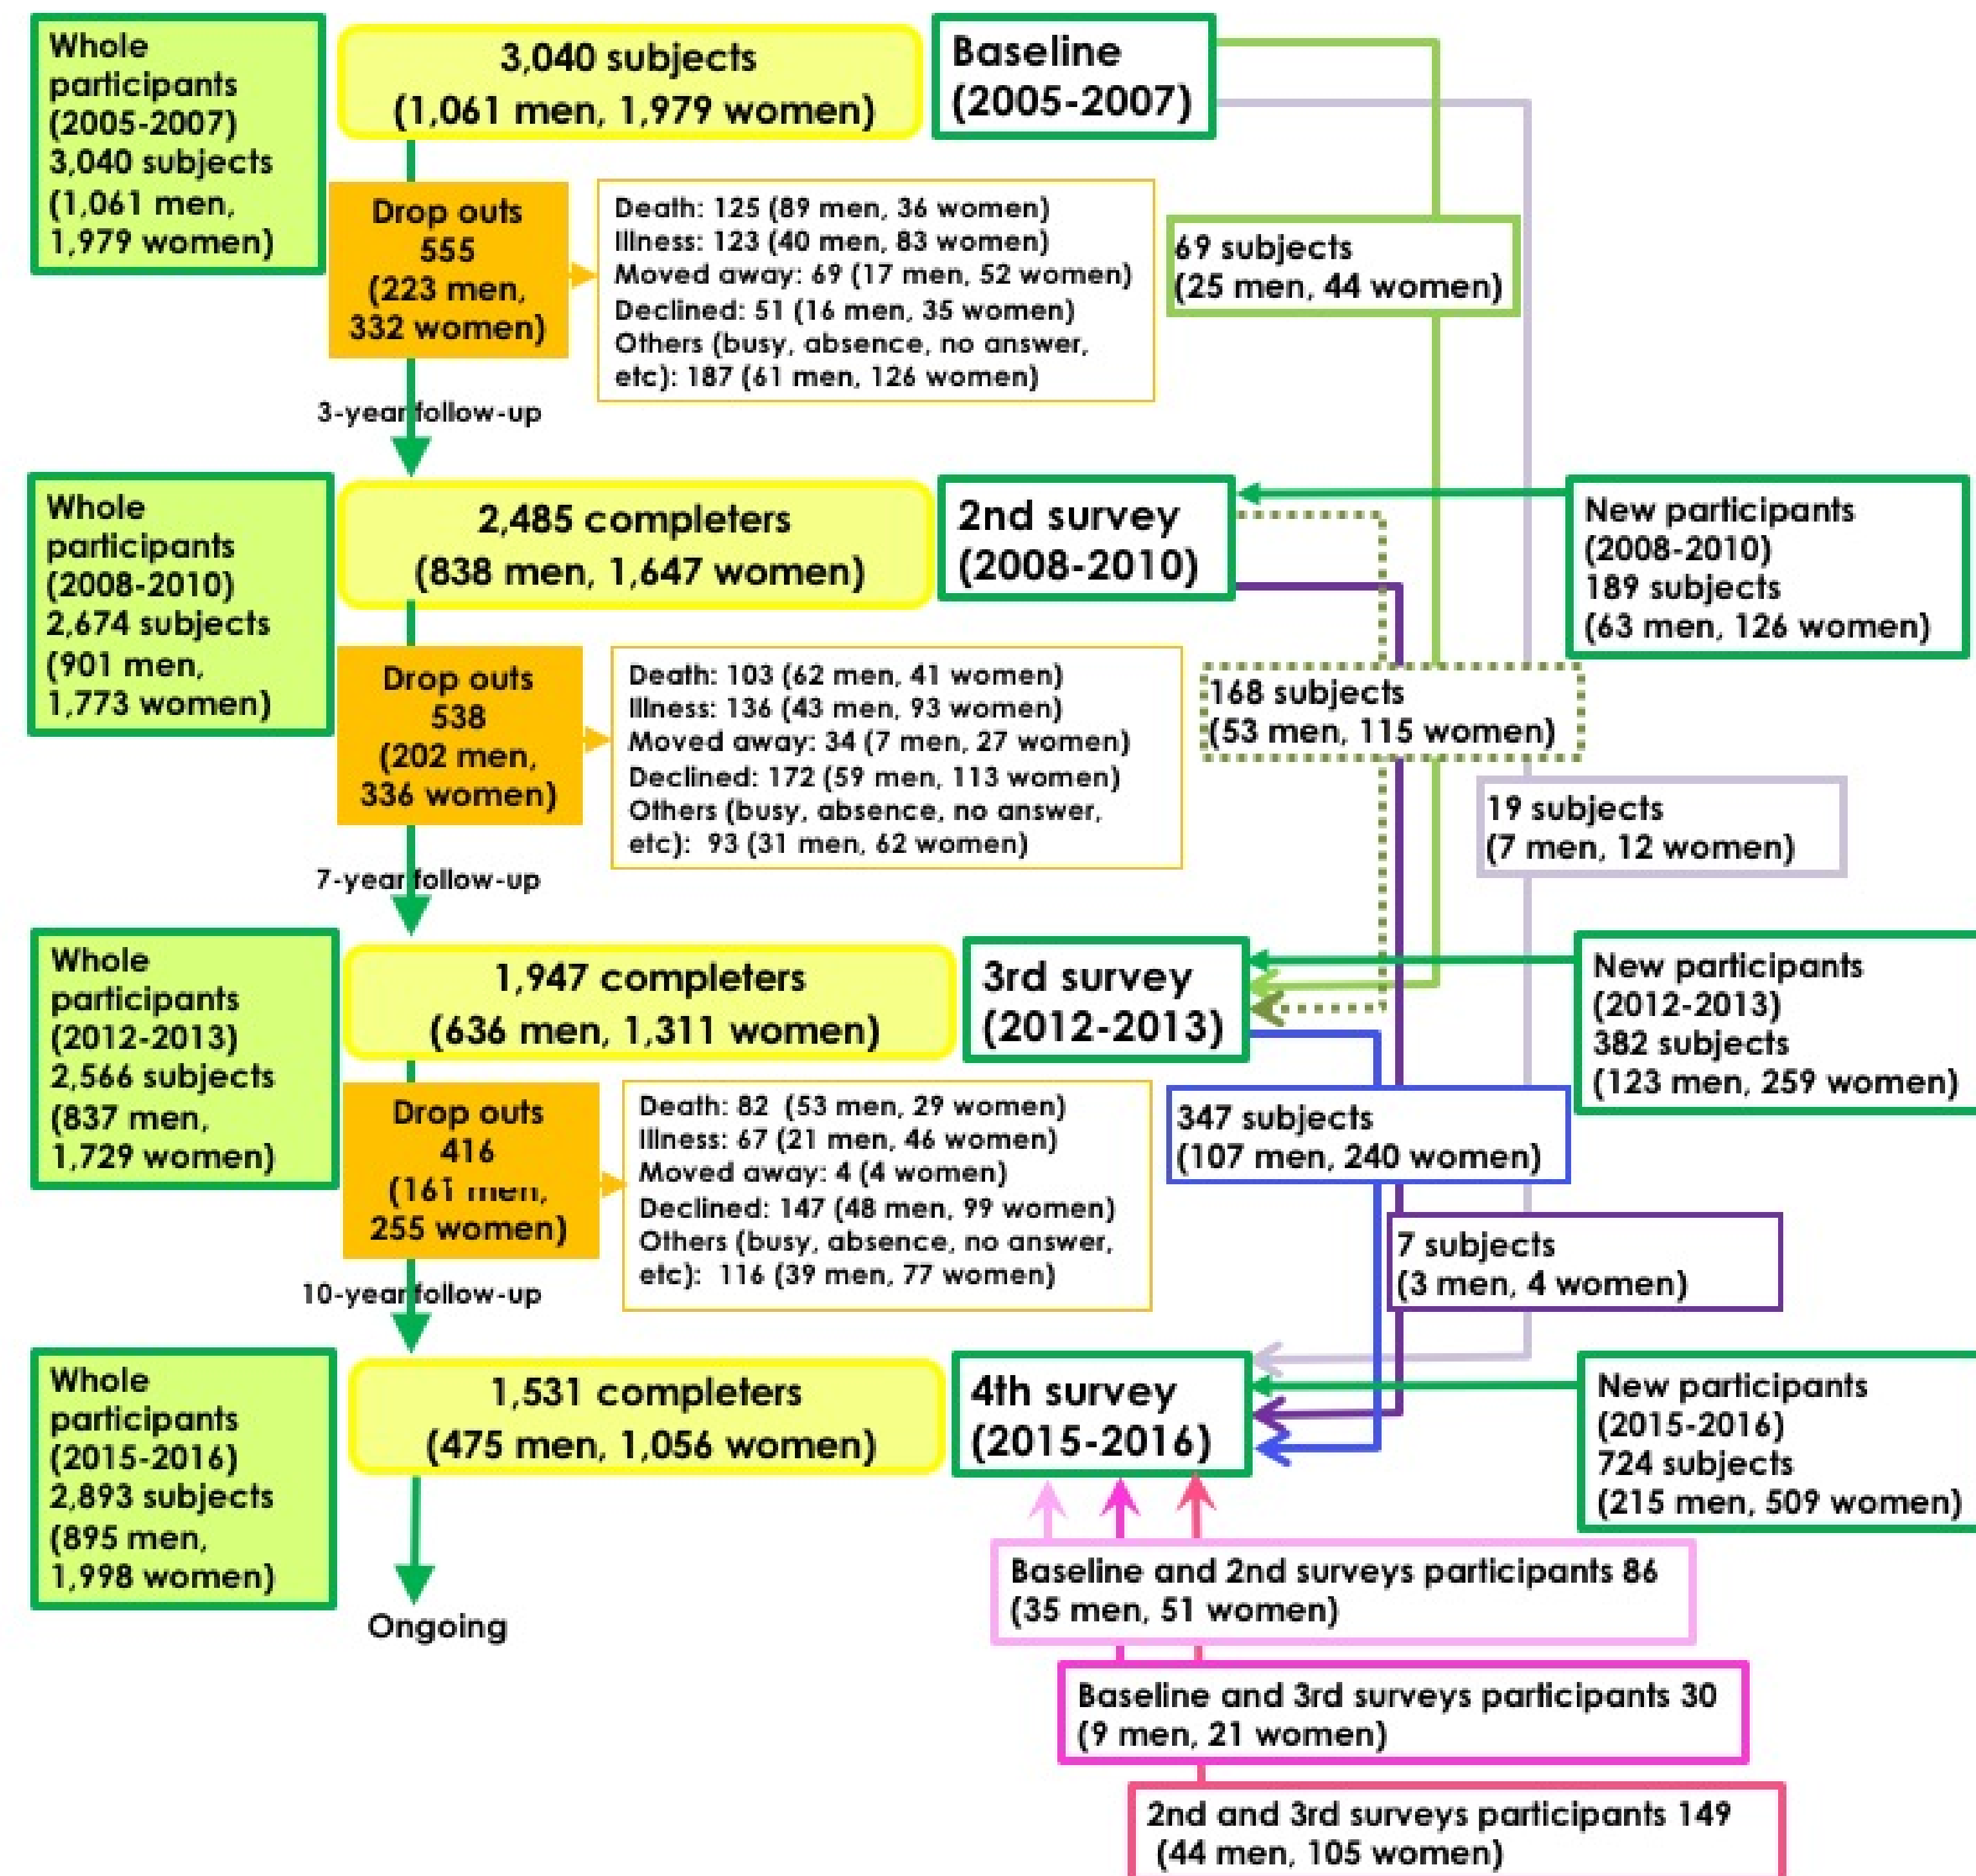 Whole
participants
(2005-2007)
3,040 subjects
(1,061 men,
1,979 women)
3,040 subjects
(1,061 men, 1,979 women)
Baseline
(2005-2007)
Drop outs
555
(223 men,
332 women)
Death: 125 (89 men, 36 women)
Illness: 123 (40 men, 83 women)
Moved away: 69 (17 men, 52 women)
Declined: 51 (16 men, 35 women)
Others (busy, absence, no answer,
etc): 187 (61 men, 126 women)
69 subjects
(25 men, 44 women)
3-year follow-up
Whole
participants
(2008-2010)
2,674 subjects
(901 men,
1,773 women)
2,485 completers
(838 men, 1,647 women)
2nd survey
(2008-2010)
New participants
(2008-2010)
189 subjects
(63 men, 126 women)
Drop outs
538
(202 men,
336 women)
Death: 103 (62 men, 41 women)
Illness: 136 (43 men, 93 women)
Moved away: 34 (7 men, 27 women)
Declined: 172 (59 men, 113 women)
Others (busy, absence, no answer,
etc):  93 (31 men, 62 women)
168 subjects
(53 men, 115 women)
19 subjects
(7 men, 12 women)
7-year follow-up
Whole
participants
(2012-2013)
2,566 subjects
(837 men,
1,729 women)
1,947 completers
(636 men, 1,311 women)
3rd survey
(2012-2013)
New participants
(2012-2013)
382 subjects
(123 men, 259 women)
Drop outs
416
(161 men,
255 women)
Death: 82  (53 men, 29 women)
Illness: 67 (21 men, 46 women)
Moved away: 4 (4 women)
Declined: 147 (48 men, 99 women)
Others (busy, absence, no answer,
etc):  116 (39 men, 77 women)
347 subjects
(107 men, 240 women)
7 subjects
(3 men, 4 women)
10-year follow-up
Whole
participants
(2015-2016)
2,893 subjects
(895 men,
1,998 women)
1,531 completers
(475 men, 1,056 women)
4th survey
(2015-2016)
New participants
(2015-2016)
724 subjects
(215 men, 509 women)
Ongoing
Baseline and 2nd surveys participants 86
(35 men, 51 women)
Baseline and 3rd surveys participants 30
(9 men, 21 women)
2nd and 3rd surveys participants 149
(44 men, 105 women)